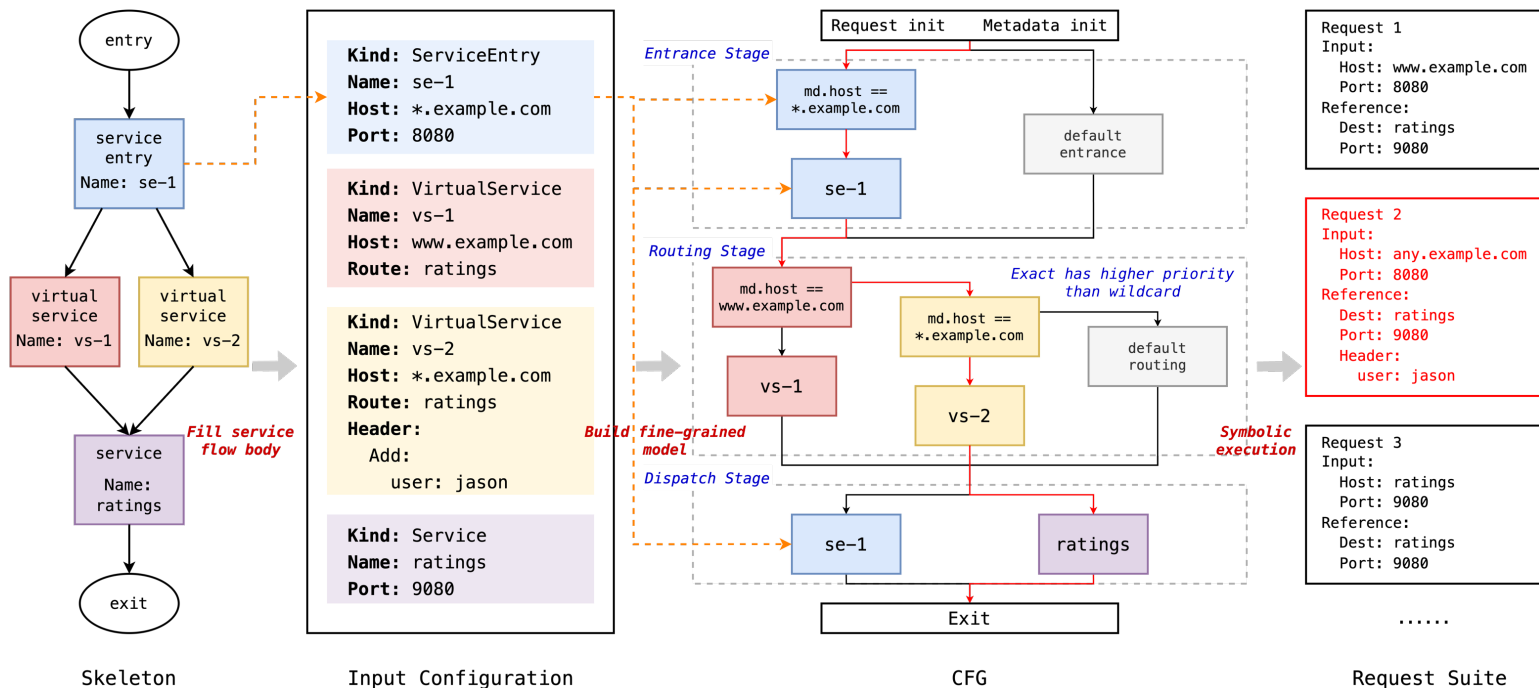 entry
service
entry
Name: se-1
virtual
service
Name: vs-1
virtual
service
Name: vs-2
service
Name:
ratings
exit
Skeleton
Fill service
flow body
Kind: ServiceEntry
Name: se-1
Host: *.example.com
Port: 8080
Kind: VirtualService
Name: vs-1
Host: www.example.com
Route: ratings
Kind: VirtualService
Name: vs-2
Host: *.example.com
Route: ratings
Header:
Add:
user: jason
Kind: Service
Name: ratings
Port: 9080
Input Configuration
Build fine-grained
model
Request init Metadata init
Entrance Stage
md.host ==
*.example.com
default
entrance
se-1
Routing Stage
md.host ==
www.example.com
Exact has higher priority
than wildcard
md.host ==
*.example.com
default
routing
vs-1
vs-2
Dispatch Stage
se-1
ratings
Exit
CFG
Symbolic
execution
Request 1
Input:
Host: www.example.com
Port: 8080
Reference:
Dest: ratings
Port: 9080
Request 2
Input:
Host: any.example.com
Port: 8080
Reference:
Dest: ratings
Port: 9080
Header:
user: jason
Request 3
Input:
Host: ratings
Port: 9080
Reference:
Dest: ratings
Port: 9080
......
Request Suite